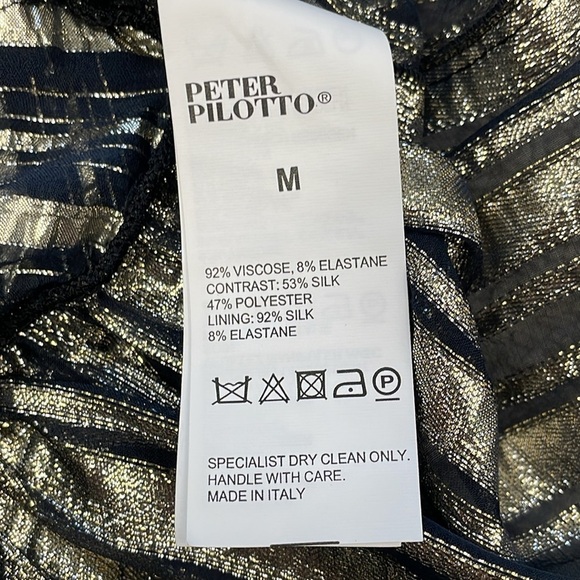 PETER
PILOTTO®
M
92% VISCOSE, 8% ELASTANE
CONTRAST: 53% SILK
47% POLYESTER
LINING: 92% SILK
8% ELASTANE
P
SPECIALIST DRY CLEAN ONLY.
HANDLE WITH CARE.
MADE IN ITALY